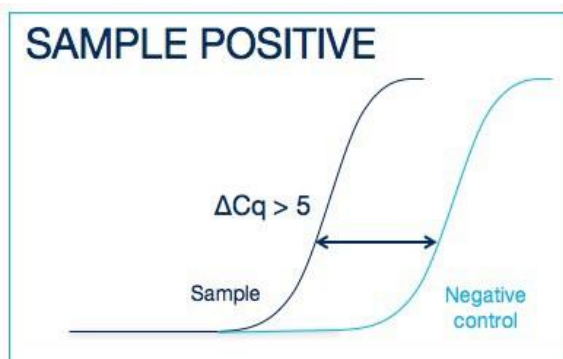 SAMPLE POSITIVE
ΔCq > 5
Sample
Negative
control